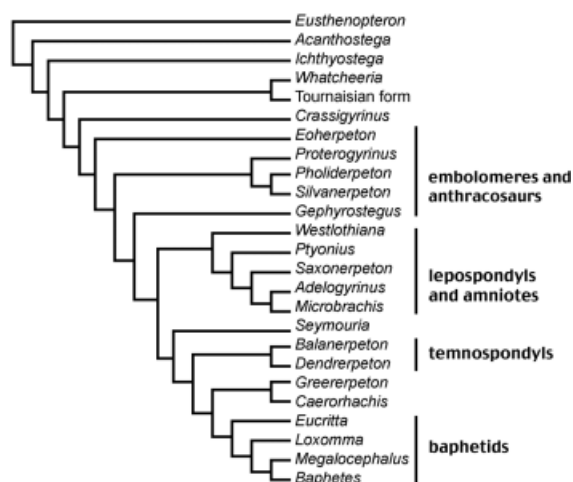 Eusthenopteron
Acanthostega
Ichthyostega
Whatcheeria
Tournaisian form
Crassigyrinus
Eoherpeton
Proterogyrinus
Pholiderpeton
Silvanerpeton
Gephyrostegus
embolomeres and
anthracosaurs
Westlothiana
Ptyonius
Saxonerpeton
Adelogyrinus
Microbrachis
lepospondyls
and amniotes
Seymouria
Balanerpeton
Dendrerpeton
temnospondyls
Greererpeton
Caerorhachis
Eucritta
Loxomma
Megalocephalus
Baphetes
baphetids